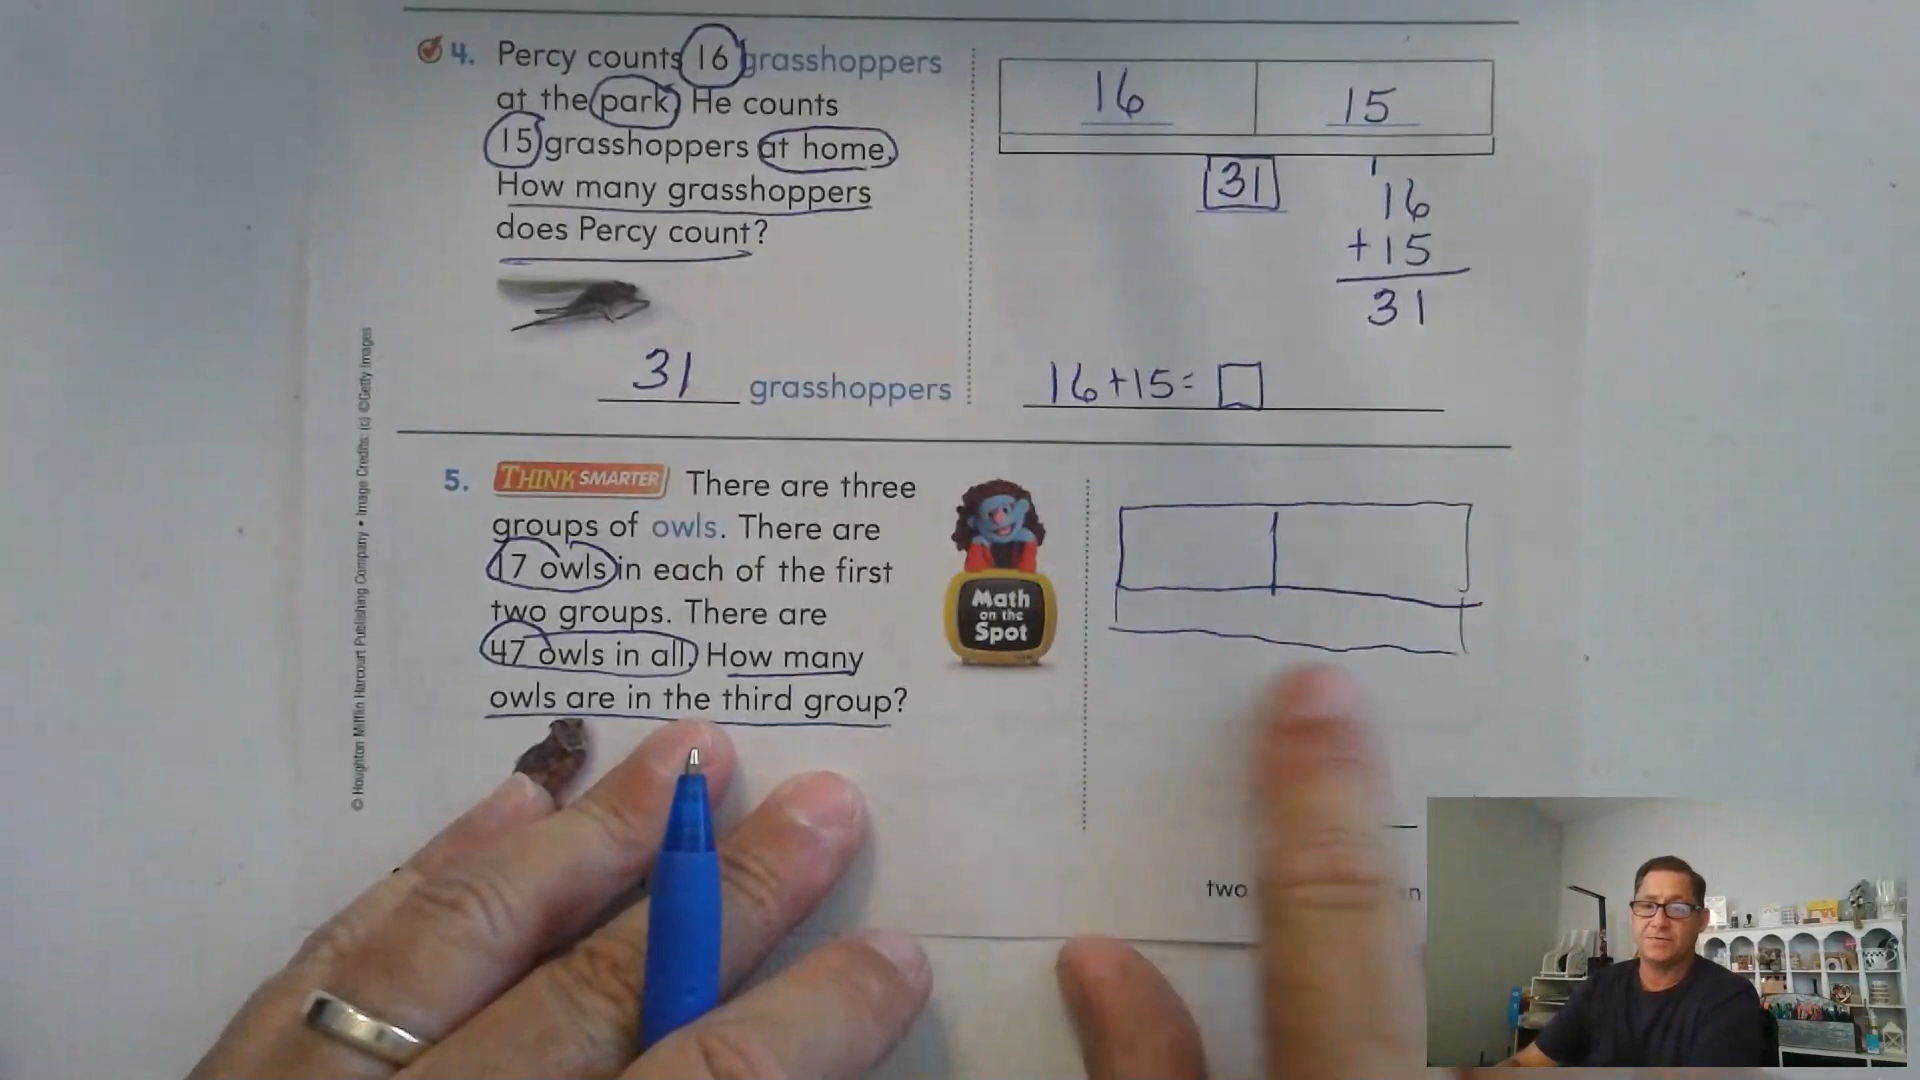 4. Percy counts 16 grasshoppers
at the park. He counts
15 grasshoppers at home.
How many grasshoppers
does Percy count?
31 grasshoppers
16 15
31
1
16
+15
31
16+15=
5. THINK SMARTER There are three
groups of owls. There are
17 owls in each of the first
two groups. There are
47 owls in all. How many
owls are in the third group?
Math
on the
Spot
two
© Houghton Mifflin Harcourt Publishing Company • Image Credits: (c) ©Getty Images